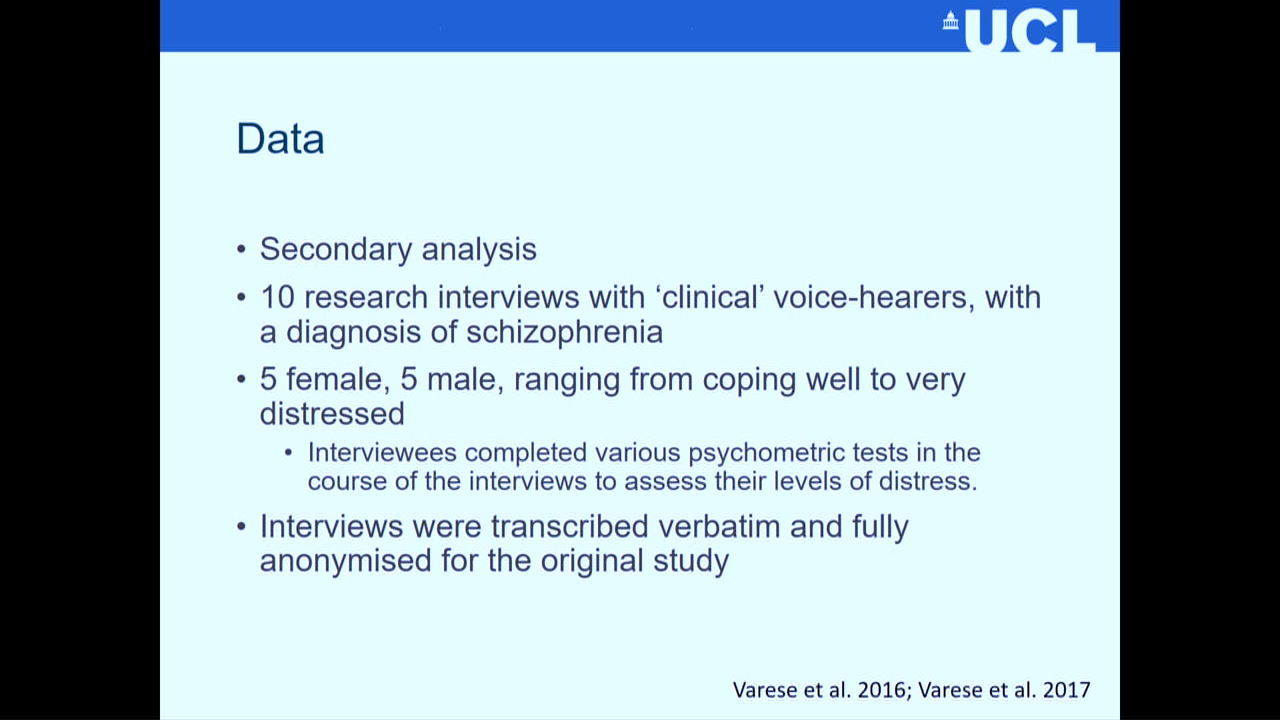 UCL
Data
• Secondary analysis
• 10 research interviews with ‘clinical’ voice-hearers, with
a diagnosis of schizophrenia
• 5 female, 5 male, ranging from coping well to very
distressed
• Interviewees completed various psychometric tests in the
course of the interviews to assess their levels of distress.
• Interviews were transcribed verbatim and fully
anonymised for the original study
Varese et al. 2016; Varese et al. 2017